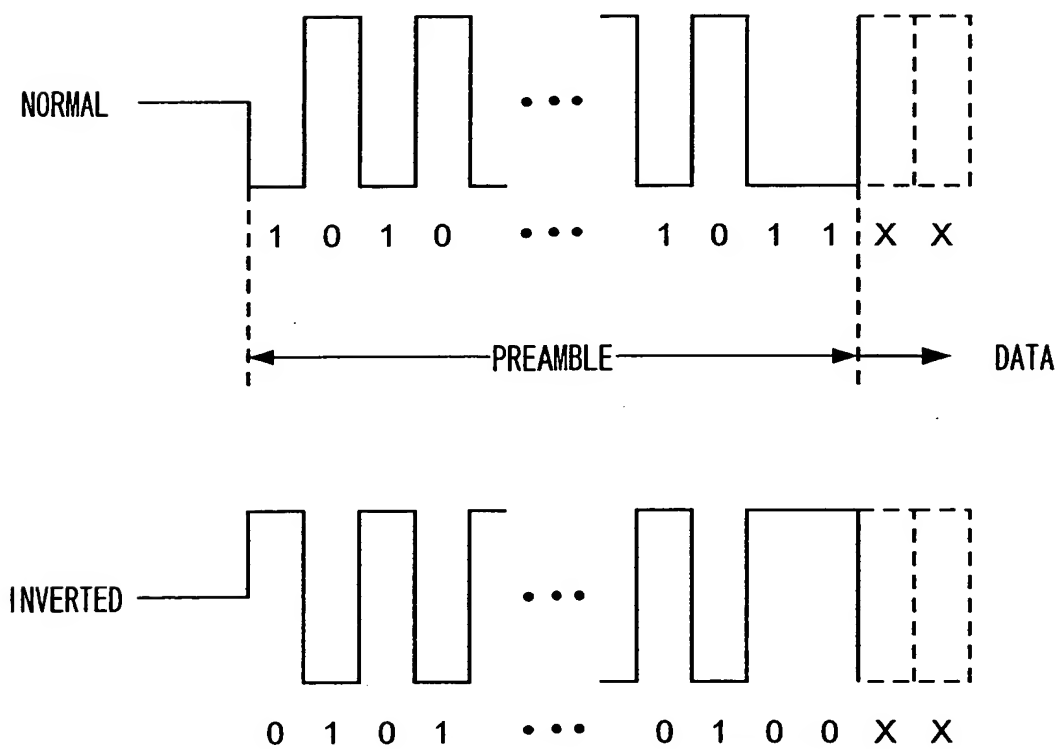 NORMAL
1 0 1 0 • • • 1 0 1 1 X X
PREAMBLE DATA
INVERTED
0 1 0 1 • • • 0 1 0 0 X X